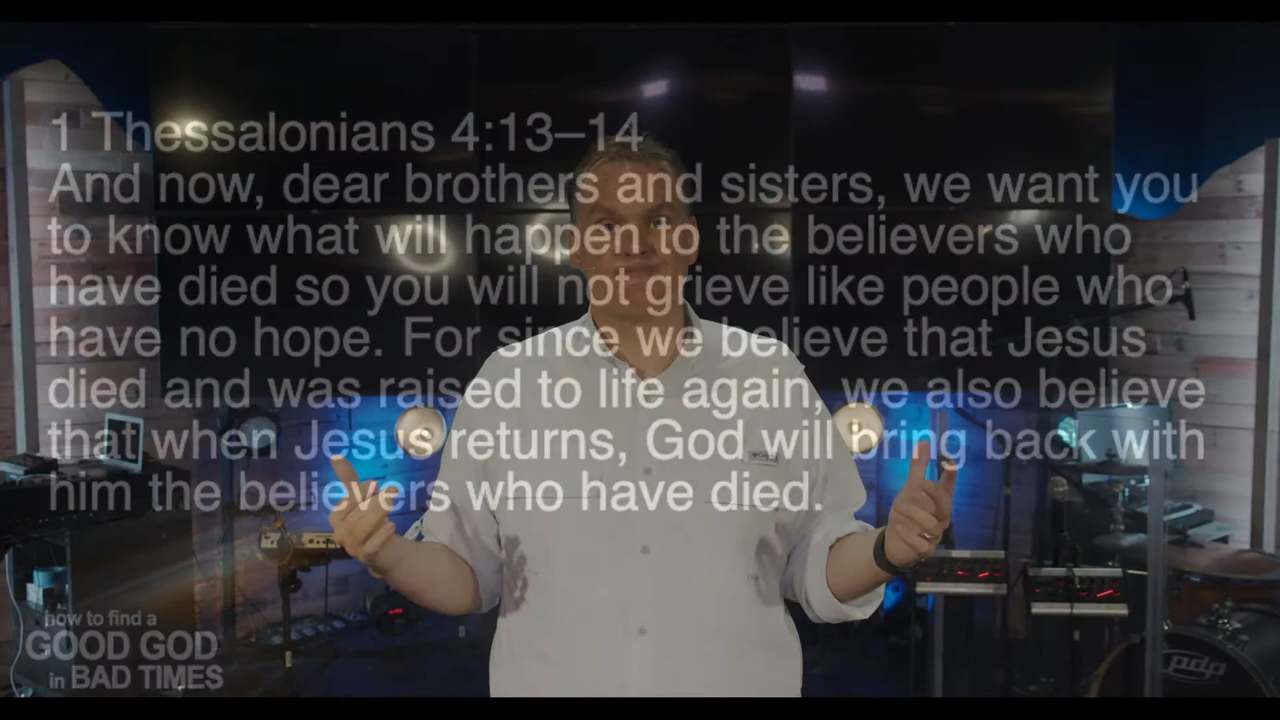 1 Thessalonians 4:13–14
And now, dear brothers and sisters, we want you
to know what will happen to the believers who
have died so you will not grieve like people who
have no hope. For since we believe that Jesus
died and was raised to life again, we also believe
that when Jesus returns, God will bring back with
him the believers who have died.
how to find a
GOOD GOD
in BAD TIMES
pdp